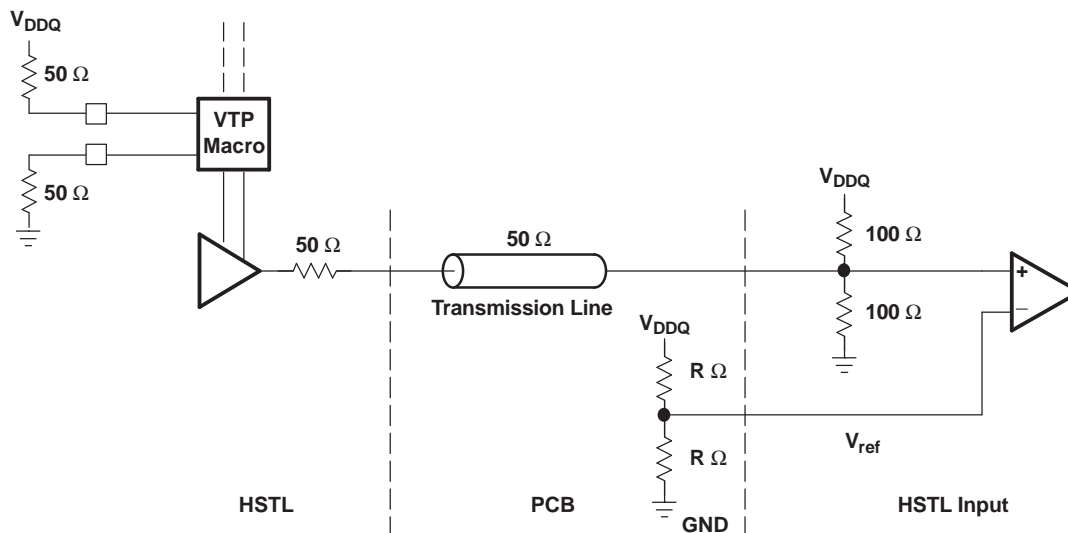 VDDQ
50 Ω
VTP
Macro
50 Ω
50 Ω
50 Ω
Transmission Line
VDDQ
100 Ω
+
−
100 Ω
VDDQ
R Ω
Vref
R Ω
HSTL
PCB
GND
HSTL Input